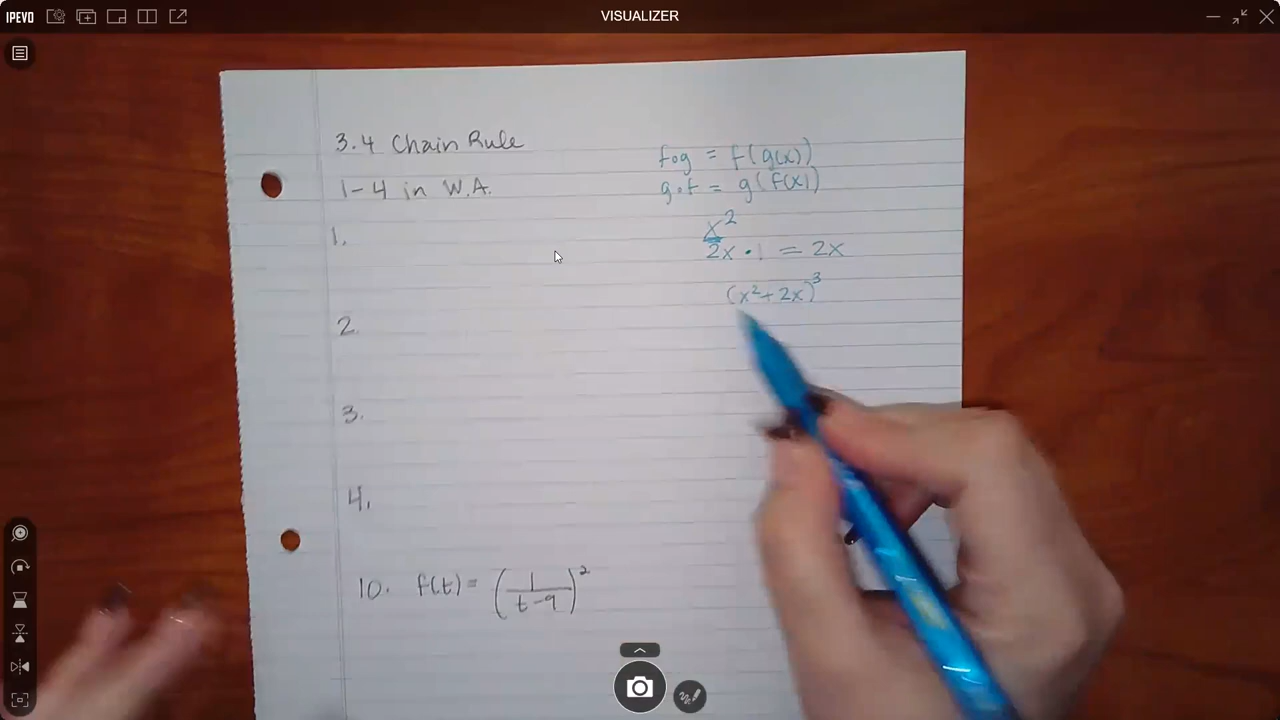 IPEVO
VISUALIZER
3.4 Chain Rule
1-4 in W.A.
1.
2.
3.
4.
10. f(t) = (1/(t-9))²
fog = f(g(x))
g∘f = g(f(x))
x²
2x · 1 = 2x
(x²+2x)³